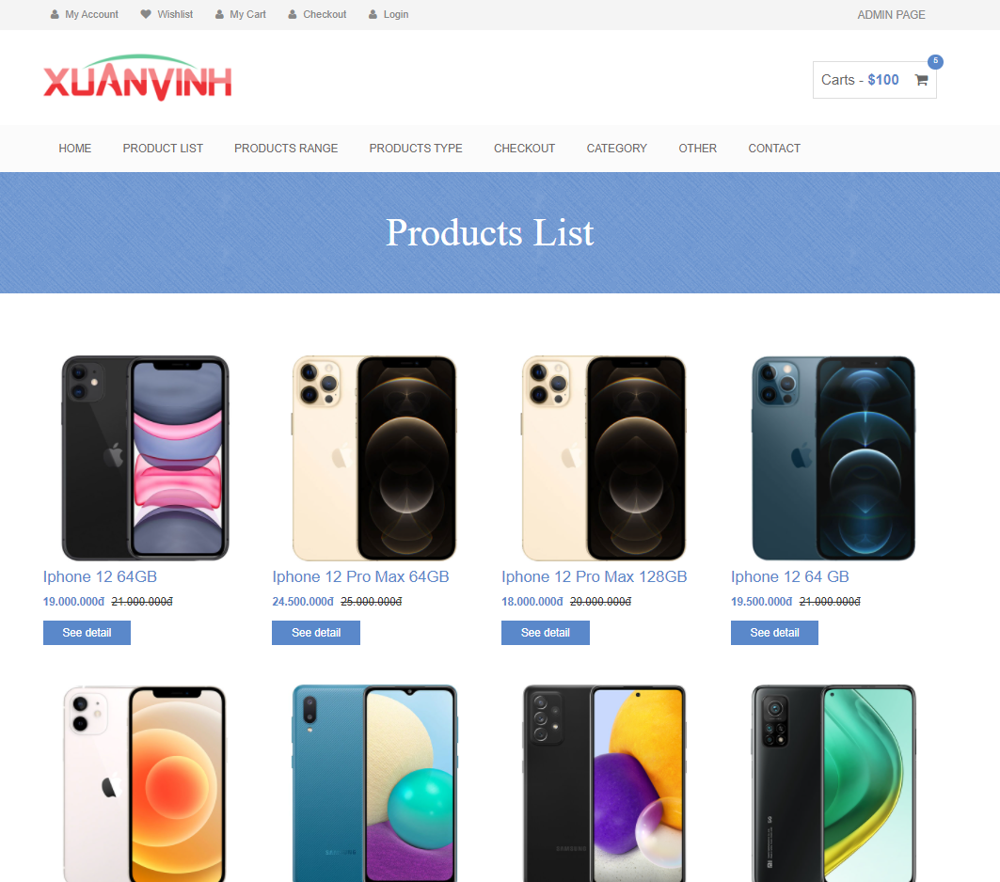 My Account Wishlist My Cart Checkout Login ADMIN PAGE
XUANVINH
Carts - $100 5
HOME PRODUCT LIST PRODUCTS RANGE PRODUCTS TYPE CHECKOUT CATEGORY OTHER CONTACT
Products List
Iphone 12 64GB Iphone 12 Pro Max 64GB Iphone 12 Pro Max 128GB Iphone 12 64 GB
19.000.000đ 21.000.000đ 24.500.000đ 25.000.000đ 18.000.000đ 20.000.000đ 19.500.000đ 21.000.000đ
See detail See detail See detail See detail
SAMSUNG SAMSUNG